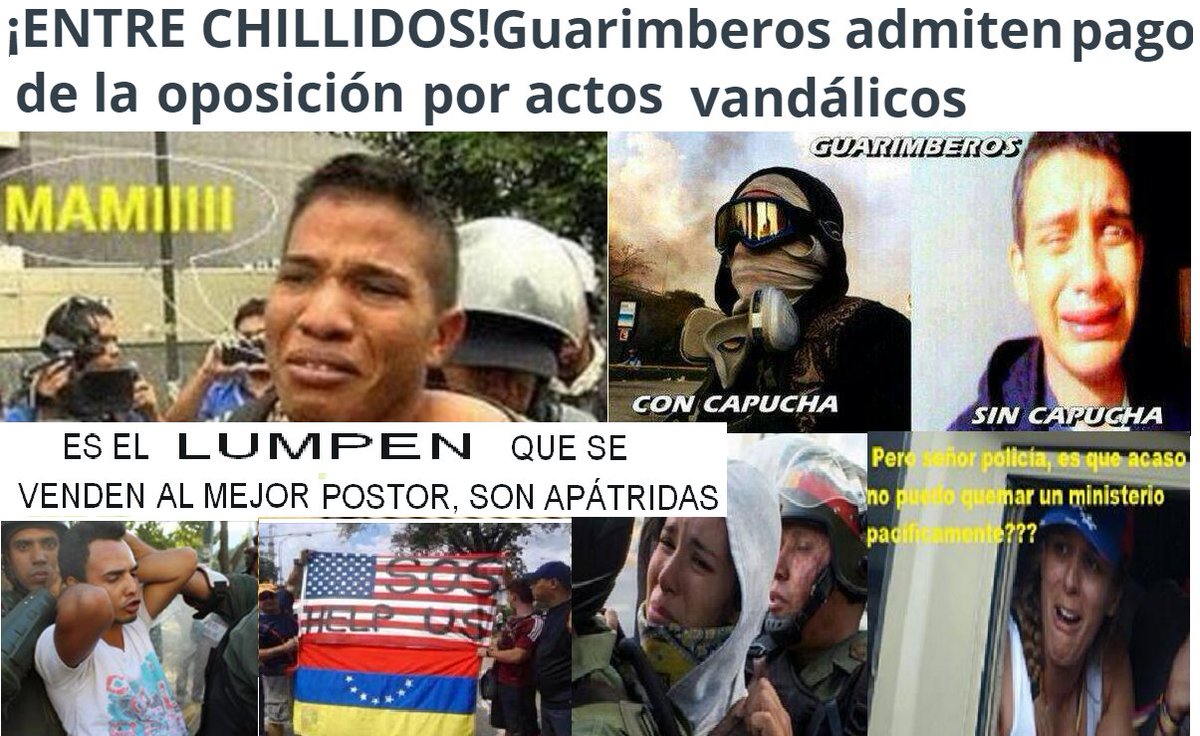 ¡ENTRE CHILLIDOS!Guarimberos admiten pago
de la oposición por actos vandálicos
MAMIIIIII
GUARIMBEROS
CON CAPUCHA
SIN CAPUCHA
ES EL LUMPEN QUE SE
VENDEN AL MEJOR POSTOR, SON APÁTRIDAS
SOS
HELP US
Pero señor policía, es que acaso
no puedo quemar un ministerio
pacíficamente???